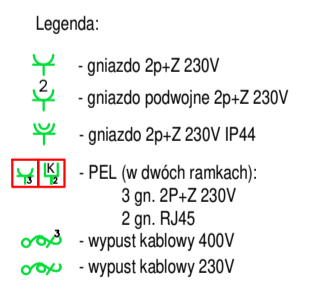 Legenda:
- gniazdo 2p+Z 230V
2
- gniazdo podwojne 2p+Z 230V
- gniazdo 2p+Z 230V IP44
3 K 2 - PEL (w dwóch ramkach):
3 gn. 2P+Z 230V
2 gn. RJ45
3 - wypust kablowy 400V
- wypust kablowy 230V